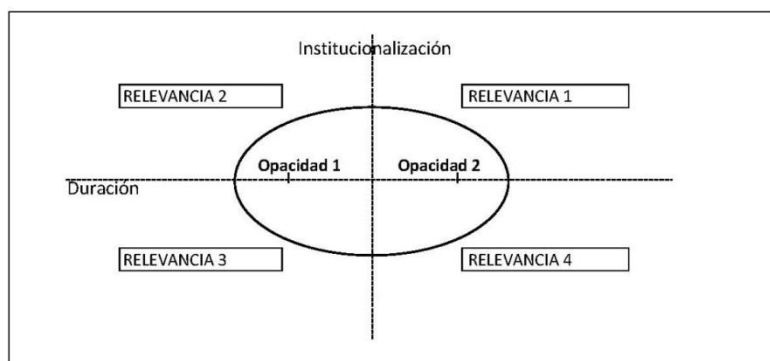 Institucionalización
RELEVANCIA 2
RELEVANCIA 1
Opacidad 1
Opacidad 2
Duración
RELEVANCIA 3
RELEVANCIA 4